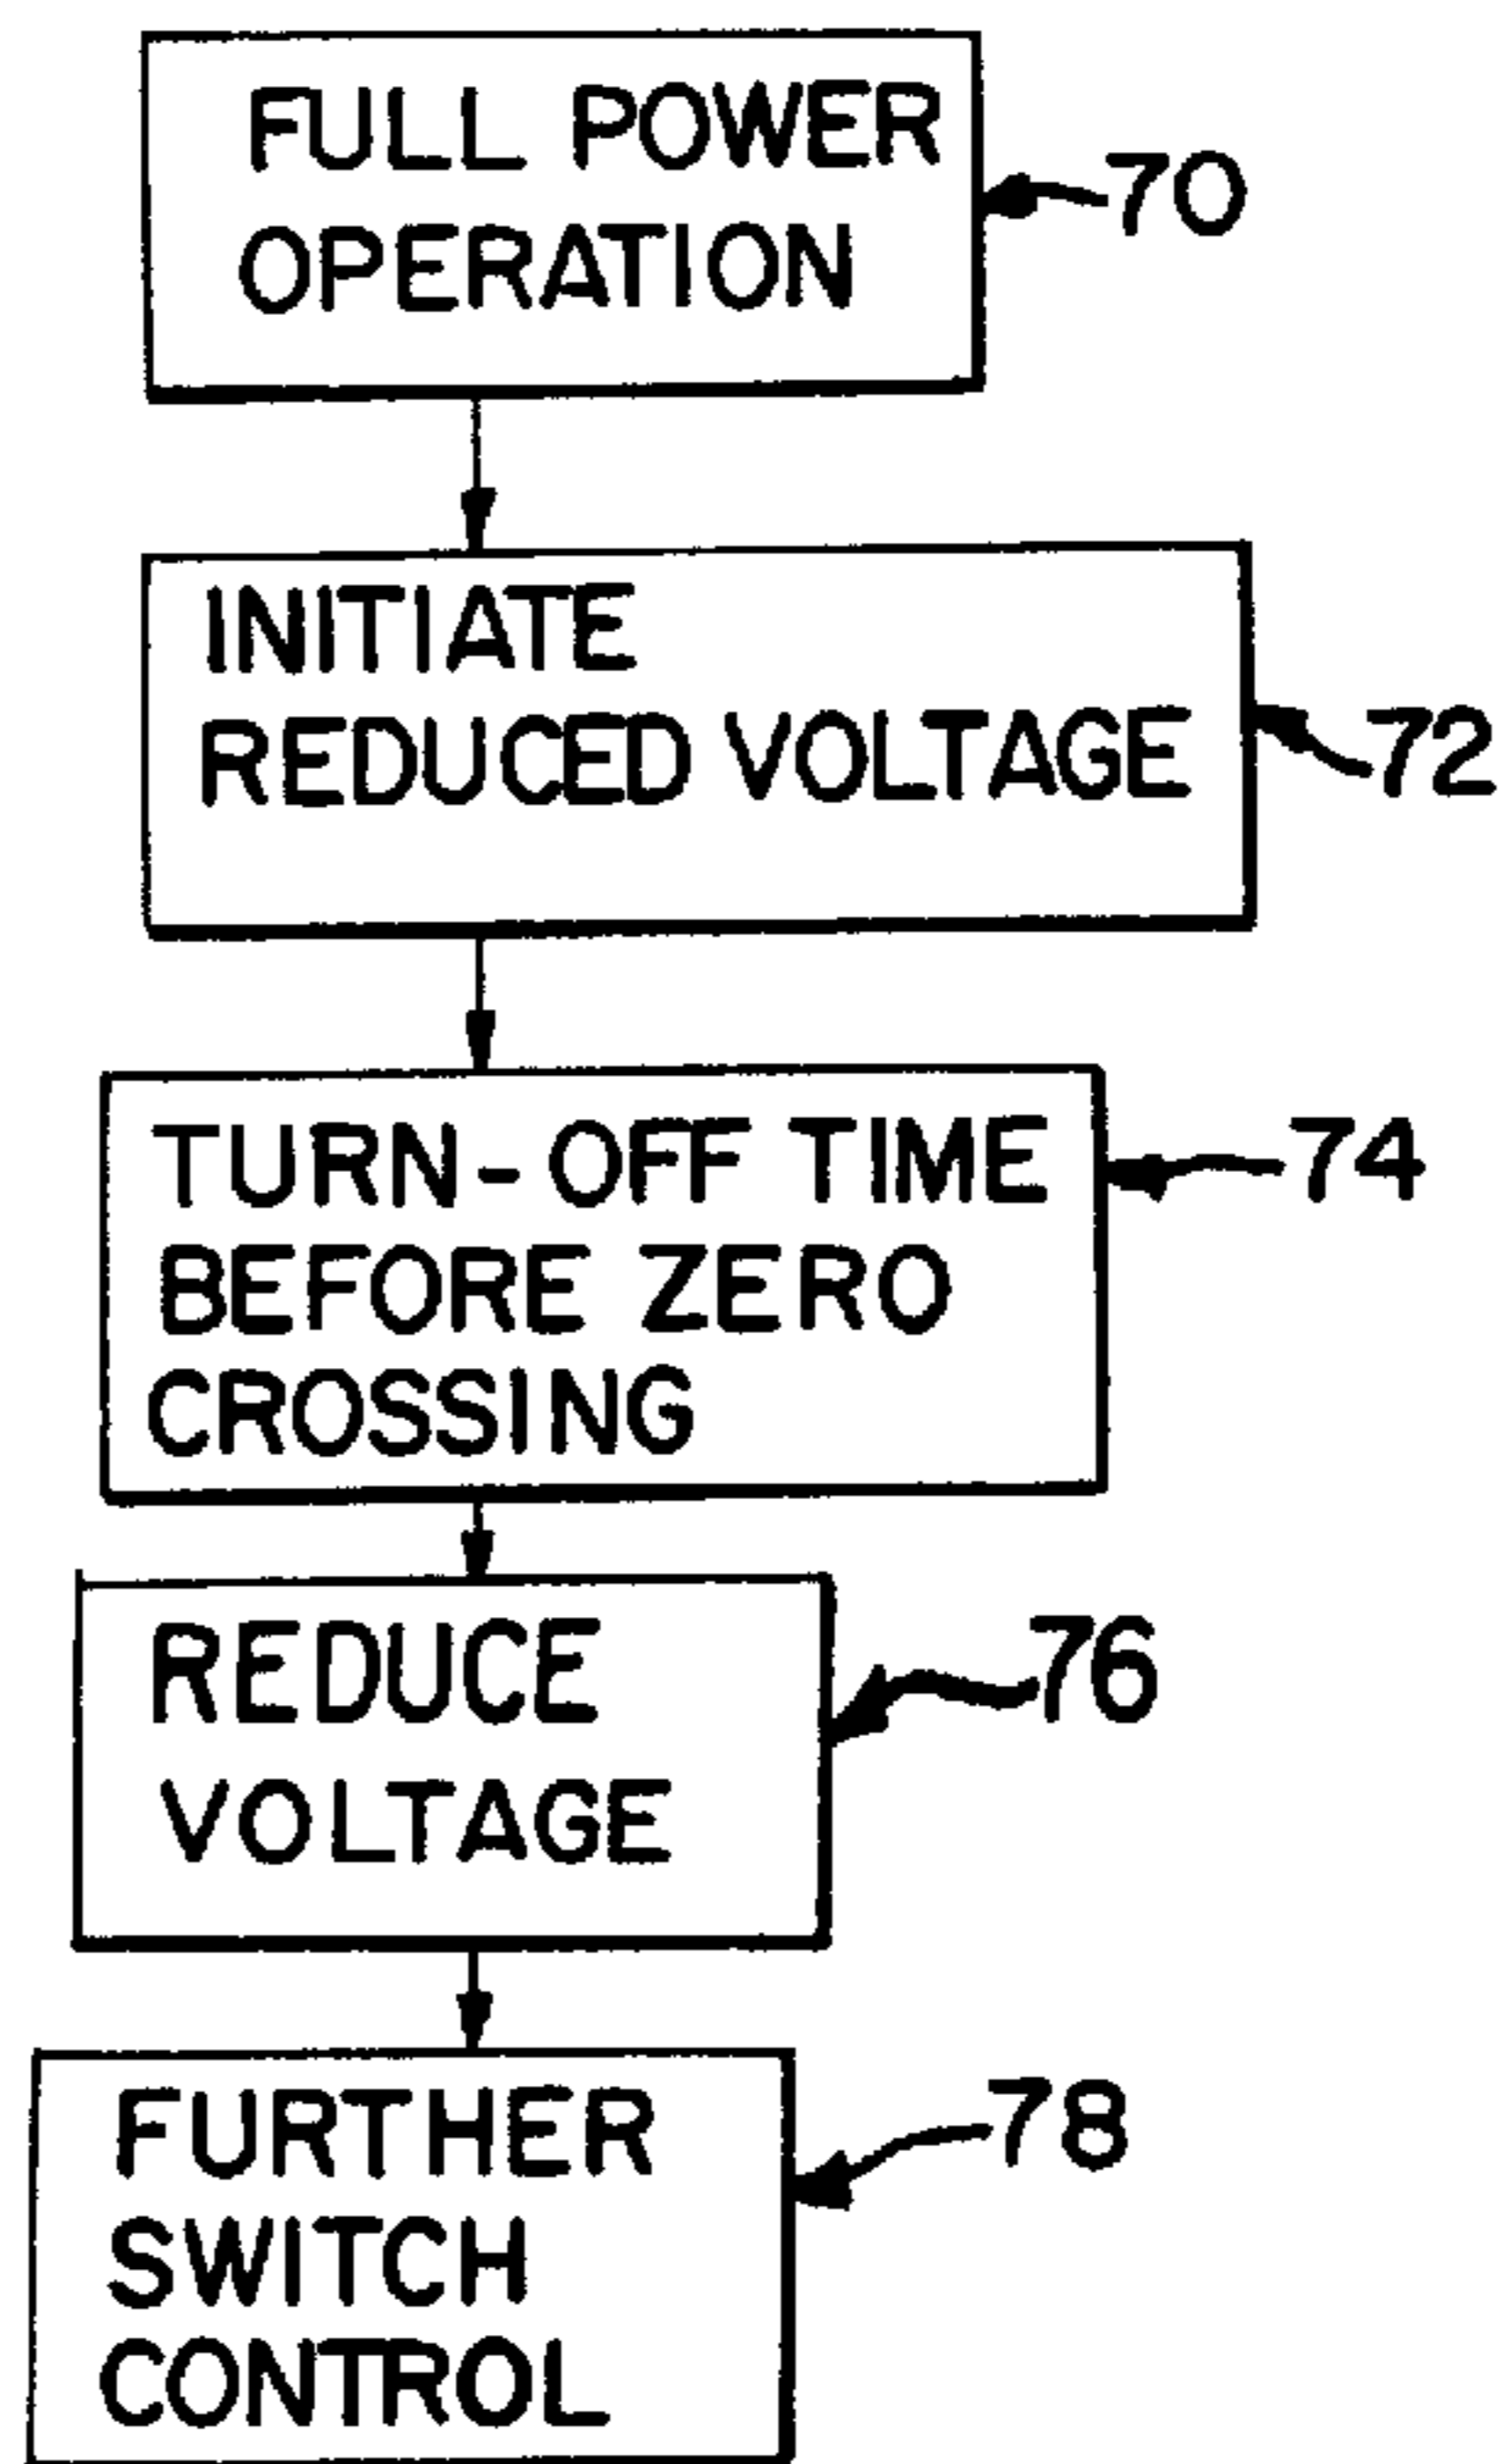 FULL POWER
OPERATION
70
INITIATE
REDUCED VOLTAGE
72
TURN-OFF TIME
BEFORE ZERO
CROSSING
74
REDUCE
VOLTAGE
76
FURTHER
SWITCH
CONTROL
78